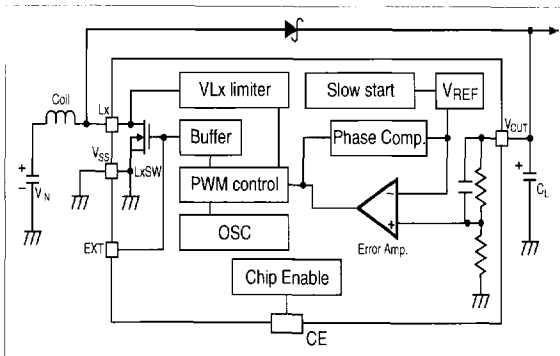 Coil
Lx
VLx limiter
Slow start
VREF
VOUT
Buffer
Phase Comp.
VSS
LxSW
PWM control
+
−
VN
−
+
Error Amp.
+
CL
OSC
EXT
Chip Enable
CE